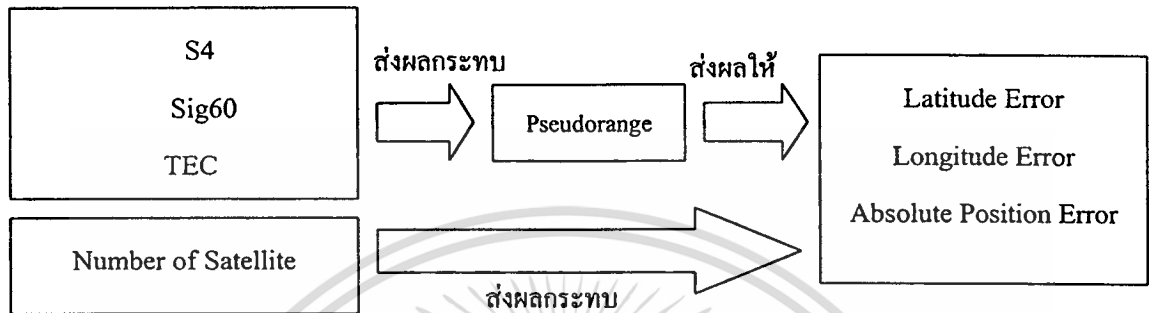 S4
Sig60
TEC
Number of Satellite
ส่งผลกระทบ
Pseudorange
ส่งผลให้
ส่งผลกระทบ
Latitude Error
Longitude Error
Absolute Position Error